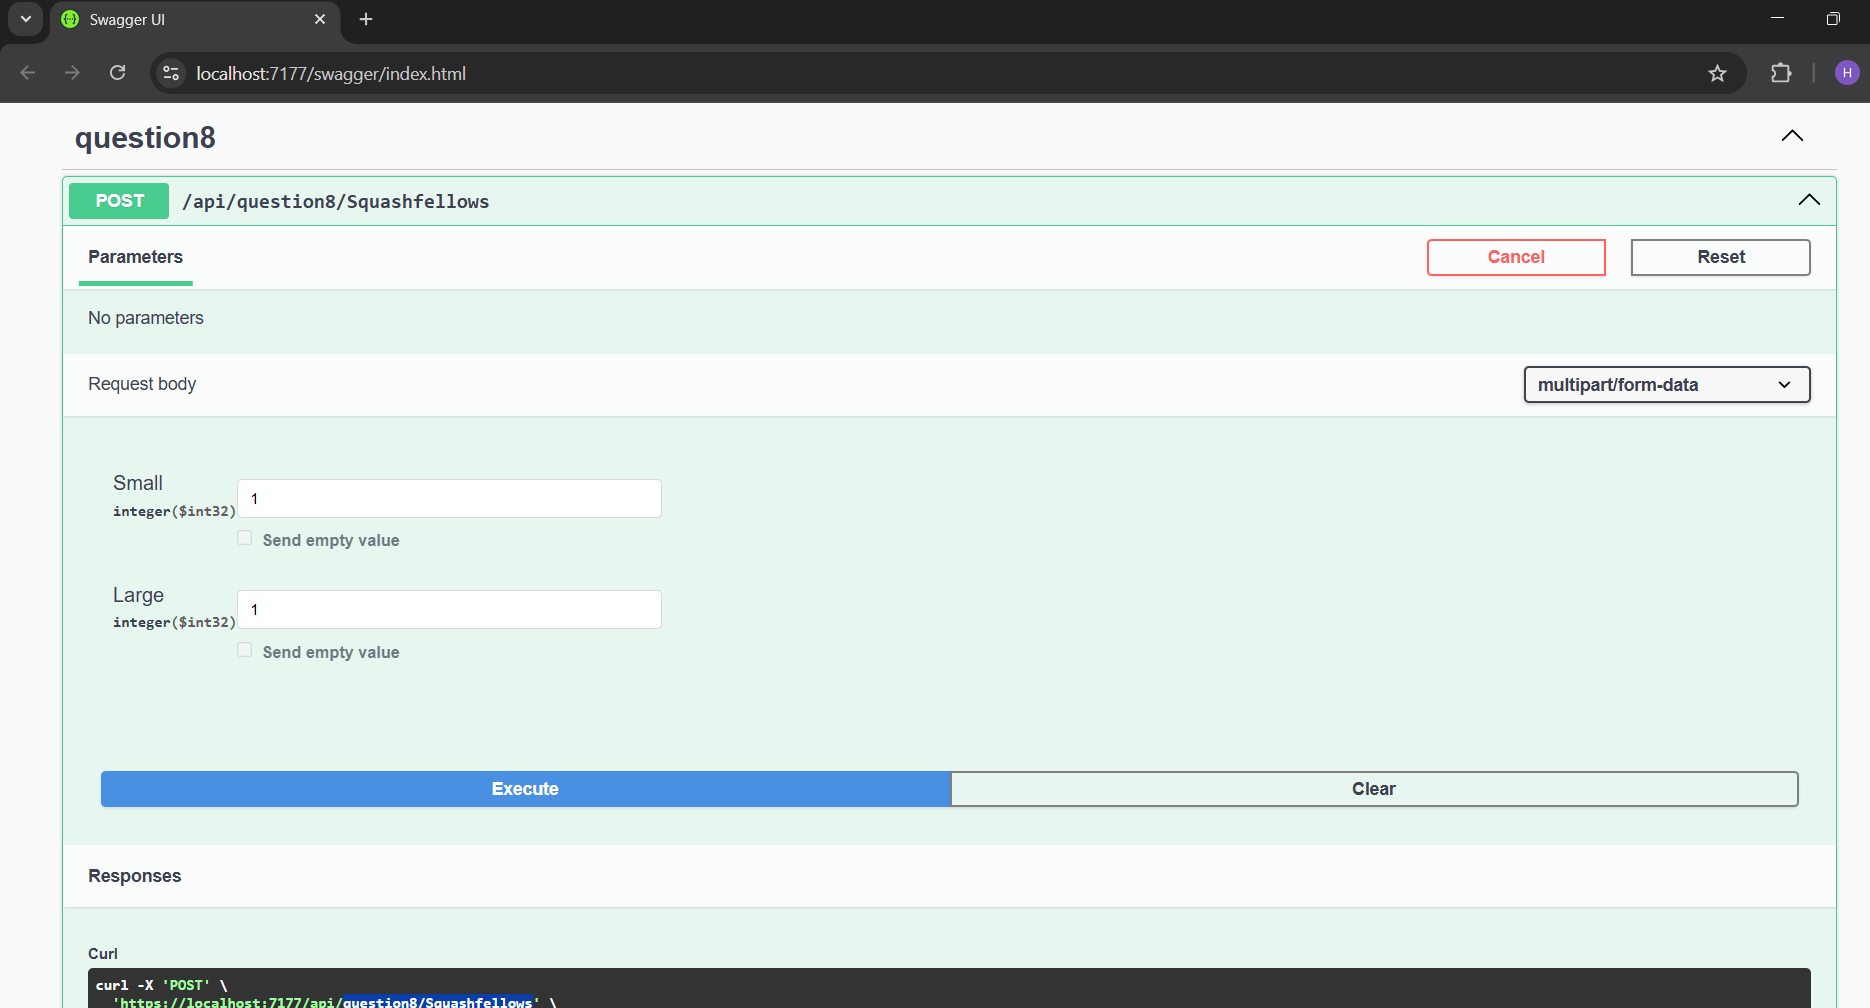 Swagger UI
localhost:7177/swagger/index.html
H
question8
POST /api/question8/Squashfellows
Parameters
Cancel
Reset
No parameters
Request body
multipart/form-data
Small
integer($int32)
1
Send empty value
Large
integer($int32)
1
Send empty value
Execute
Clear
Responses
Curl
curl -X 'POST' \
'https://localhost:7177/api/question8/Squashfellows' \